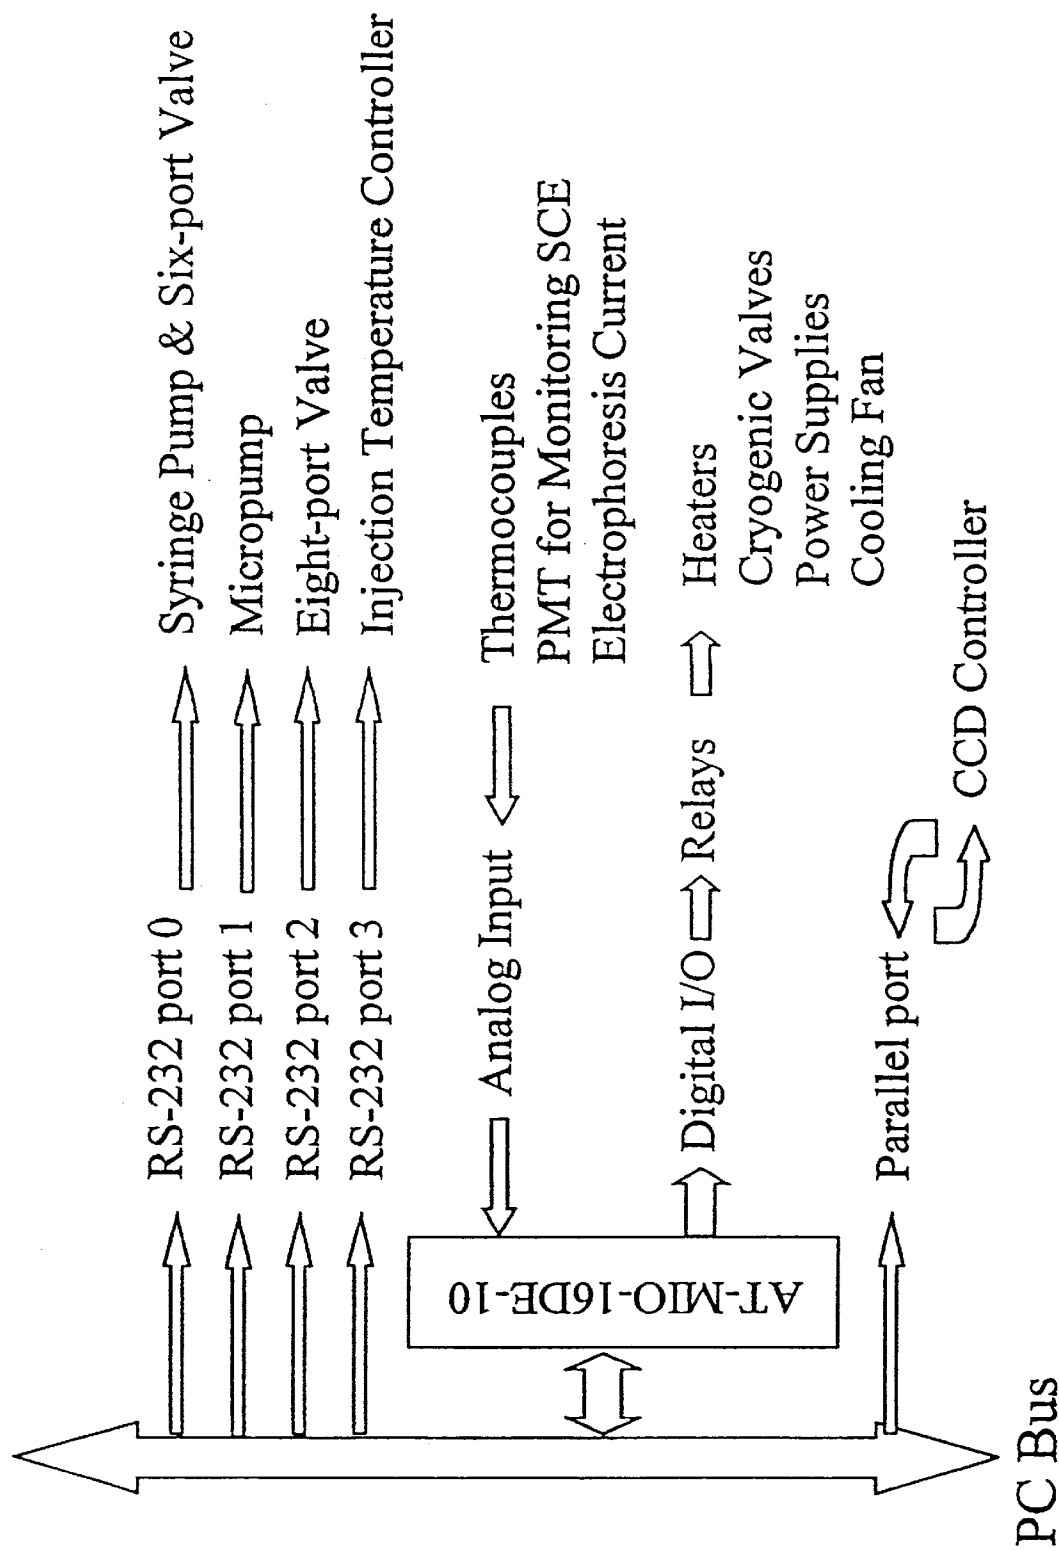 RS-232 port 0
Syringe Pump & Six-port Valve
RS-232 port 1
Micropump
RS-232 port 2
Eight-port Valve
RS-232 port 3
Injection Temperature Controller
AT-MIO-16DE-10
Analog Input
Thermocouples
PMT for Monitoring SCE
Electrophoresis Current
Digital I/O
Relays
Heaters
Cryogenic Valves
Power Supplies
Cooling Fan
Parallel port
CCD Controller
PC Bus